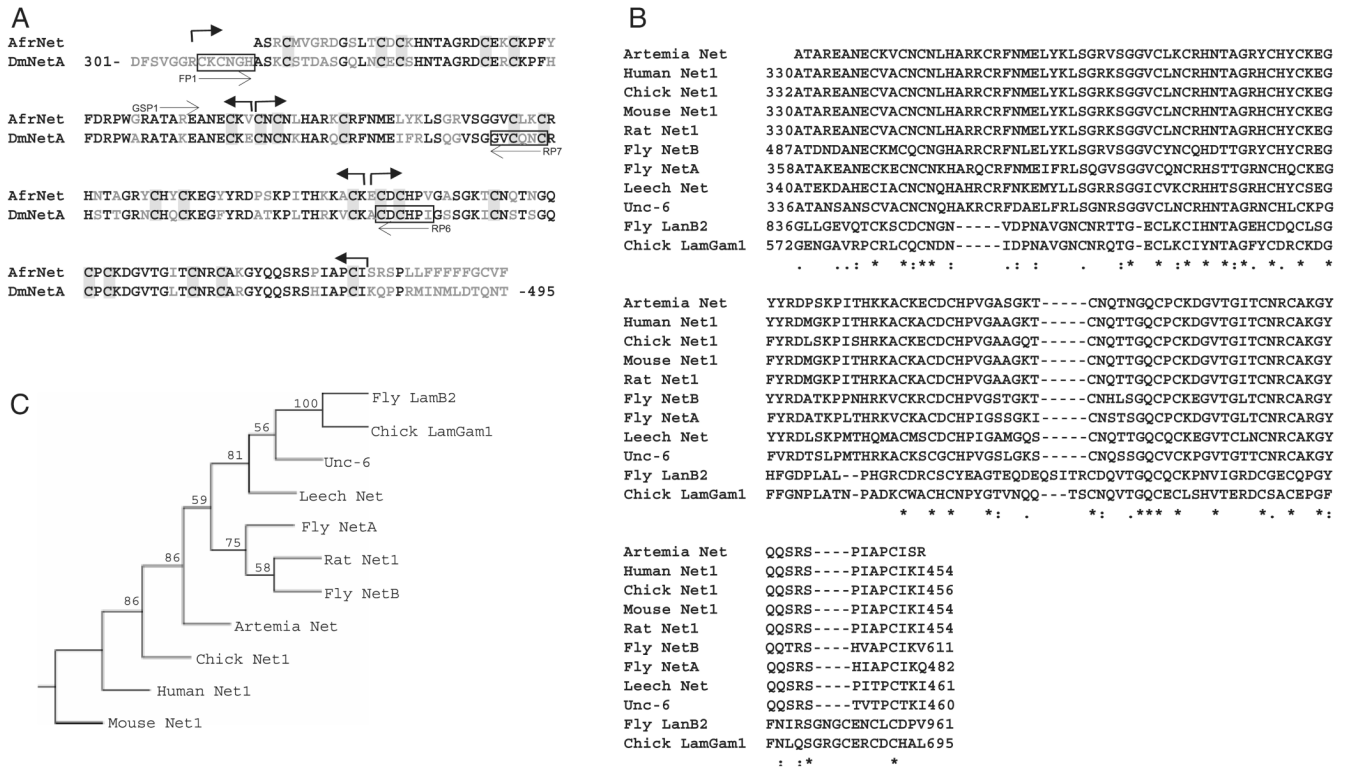 A
AfrNet ASRCMVGRDGSLTCDCKHNTAGRDCEKCKPFY
DmNetA 301- DFSVGGRCKCNGHASKCSTDASGQLNCECSHNTAGRDCERCKPFH
FP1
GSP1
AfrNet FDRPWGRATAREANECKVCNCNLHARKCRFNMELYKLSGRVSGGVCLKCR
DmNetA FDRPWARATAKEANECKECNCNKHARQCRFNMEIFRLSQGVSGGVCQNCR
RP7
AfrNet HNTAGRYCHYCKEGYYRDPSKPITHKKACKECDCHPVGASGKTCNQTNGQ
DmNetA HSTTGRNCHQCKEGFYRDATKPLTHRKVCKACDCHPIGSSGKICNSTSGQ
RP6
AfrNet CPCKDGVTGITCNRCAKGYQQSRSPIAPCISRSPLLFFFFFGCVF
DmNetA CPCKDGVTGLTCNRCARGYQQSRSHIAPCIKQPPRMINMLDTQNT -495
B
Artemia Net ATAREANECKVCNCNLHARKCRFNMELYKLSGRVSGGVCLKCRHNTAGRYCHYCKEG
Human Net1 330ATAREANECVACNCNLHARRCRFNMELYKLSGRKSGGVCLNCRHNTAGRHCHYCKEG
Chick Net1 332ATAREANECVACNCNLHARRCRFNMELYKLSGRKSGGVCLNCRHNTAGRHCHYCKEG
Mouse Net1 330ATAREANECVACNCNLHARRCRFNMELYKLSGRKSGGVCLNCRHNTAGRHCHYCKEG
Rat Net1 330ATAREANECVACNCNLHARRCRFNMELYKLSGRKSGGVCLNCRHNTAGRHCHYCKEG
Fly NetB 487ATDNDANECKMCQCNGHARRCRFNLELYKLSGRVSGGVCYNCQHDTTGRYCHYCREG
Fly NetA 358ATAKEANECKECNCNKHARQCRFNMEIFRLSQGVSGGVCQNCRHSTTGRNCHQCKEG
Leech Net 340ATEKDAHECIACNCNQHAHRCRFNKEMYLLSGRRSGGICVKCRHHTSGRHCHYCSEG
Unc-6 336ATANSANSCVACNCNQHAKRCRFDAELFRLSGNRSGGVCLNCRHNTAGRNCHLCKPG
Fly LanB2 836GLLGEVQTCKSCDCNGN-----VDPNAVGNCNRTTG-ECLKCIYNTAGEHCDQCLSG
Chick LamGam1 572GENGAVRPCRLCQCNDN-----IDPNAVGNCNRQTG-ECLKCIYNTAGFYCDRCKDG
. ..: * *:** .: : .: :** ** * *** *. * *
Artemia Net YYRDPSKPITHKKACKECDCHPVGASGKT-----CNQTNGQCPCKDGVTGITCNRCAKGY
Human Net1 YYRDMGKPITHRKACKACDCHPVGAAGKT-----CNQTTGQCPCKDGVTGITCNRCAKGY
Chick Net1 FYRDLSKPISHRKACKECDCHPVGAAGQT-----CNQTTGQCPCKDGVTGITCNRCAKGY
Mouse Net1 FYRDMGKPITHRKACKACDCHPVGAAGKT-----CNQTTGQCPCKDGVTGITCNRCAKGY
Rat Net1 FYRDMGKPITHRKACKACDCHPVGAAGKT-----CNQTTGQCPCKDGVTGITCNRCAKGY
Fly NetB YYRDATKPPNHRKVCKRCDCHPVGSTGKT-----CNHLSGQCPCKEGVTGLTCNRCARGY
Fly NetA FYRDATKPLTHRKVCKACDCHPIGSSGKI-----CNSTSGQCPCKDGVTGLTCNRCARGY
Leech Net YYRDLSKPMTHQMACMSCDCHPIGAMGQS-----CNQTTGQCQCKEGVTCLNCNRCAKGY
Unc-6 FVRDTSLPMTHRKACKSCGCHPVGSLGKS-----CNQSSGQCVCKPGVTGTTCNRCAKGY
Fly LanB2 HFGDPLAL--PHGRCDRCSCYEAGTEQDEQSITRCDQVTGQCQCKPNVIGRDCGECQPGY
Chick LamGam1 FFGNPLATN-PADKCWACHCNPYGTVNQQ---TSCNQVTGQCECLSHVTERDCSACEPGF
* * * *: . *: .*** * * *. * *:
Artemia Net QQSRS----PIAPCISR
Human Net1 QQSRS----PIAPCIKI454
Chick Net1 QQSRS----PIAPCIKI456
Mouse Net1 QQSRS----PIAPCIKI454
Rat Net1 QQSRS----PIAPCIKI454
Fly NetB QQTRS----HVAPCIKV611
Fly NetA QQSRS----HIAPCIKQ482
Leech Net QQSRS----PITPCTKI461
Unc-6 QQSRS----TVTPCTKI460
Fly LanB2 FNIRSGNGCENCLCDPV961
Chick LamGam1 FNLQSGRGCERCDCHAL695
: :* *
C
100 Fly LamB2
Chick LamGam1
56
Unc-6
81
Leech Net
59
Fly NetA
75
Rat Net1
58
Fly NetB
86
Artemia Net
86
Chick Net1
Human Net1
Mouse Net1